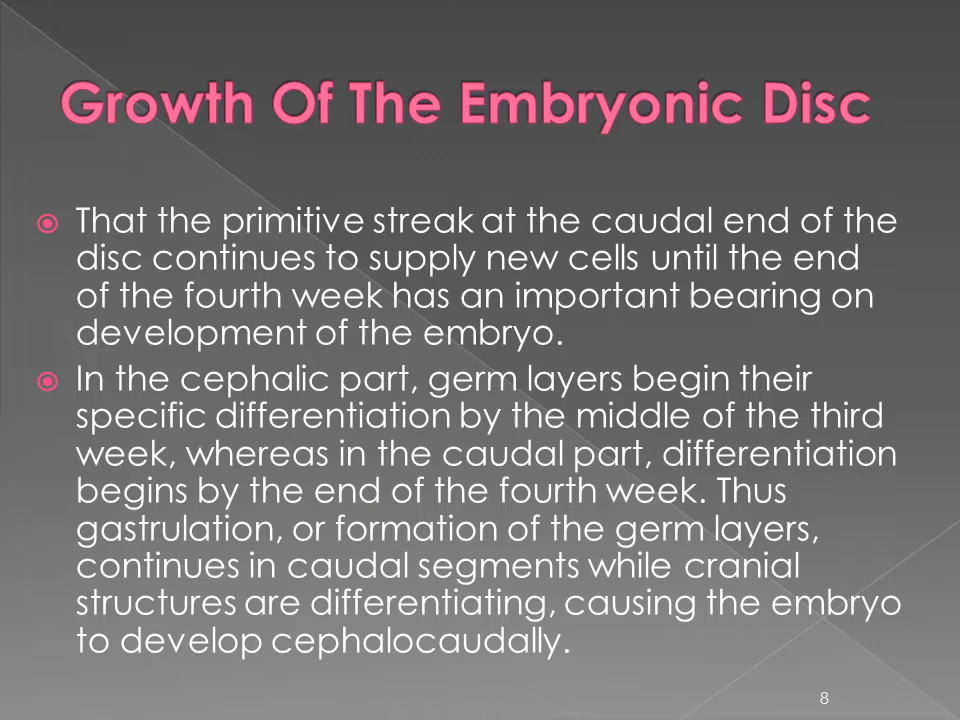 Growth Of The Embryonic Disc
That the primitive streak at the caudal end of the
disc continues to supply new cells until the end
of the fourth week has an important bearing on
development of the embryo.
In the cephalic part, germ layers begin their
specific differentiation by the middle of the third
week, whereas in the caudal part, differentiation
begins by the end of the fourth week. Thus
gastrulation, or formation of the germ layers,
continues in caudal segments while cranial
structures are differentiating, causing the embryo
to develop cephalocaudally.
8